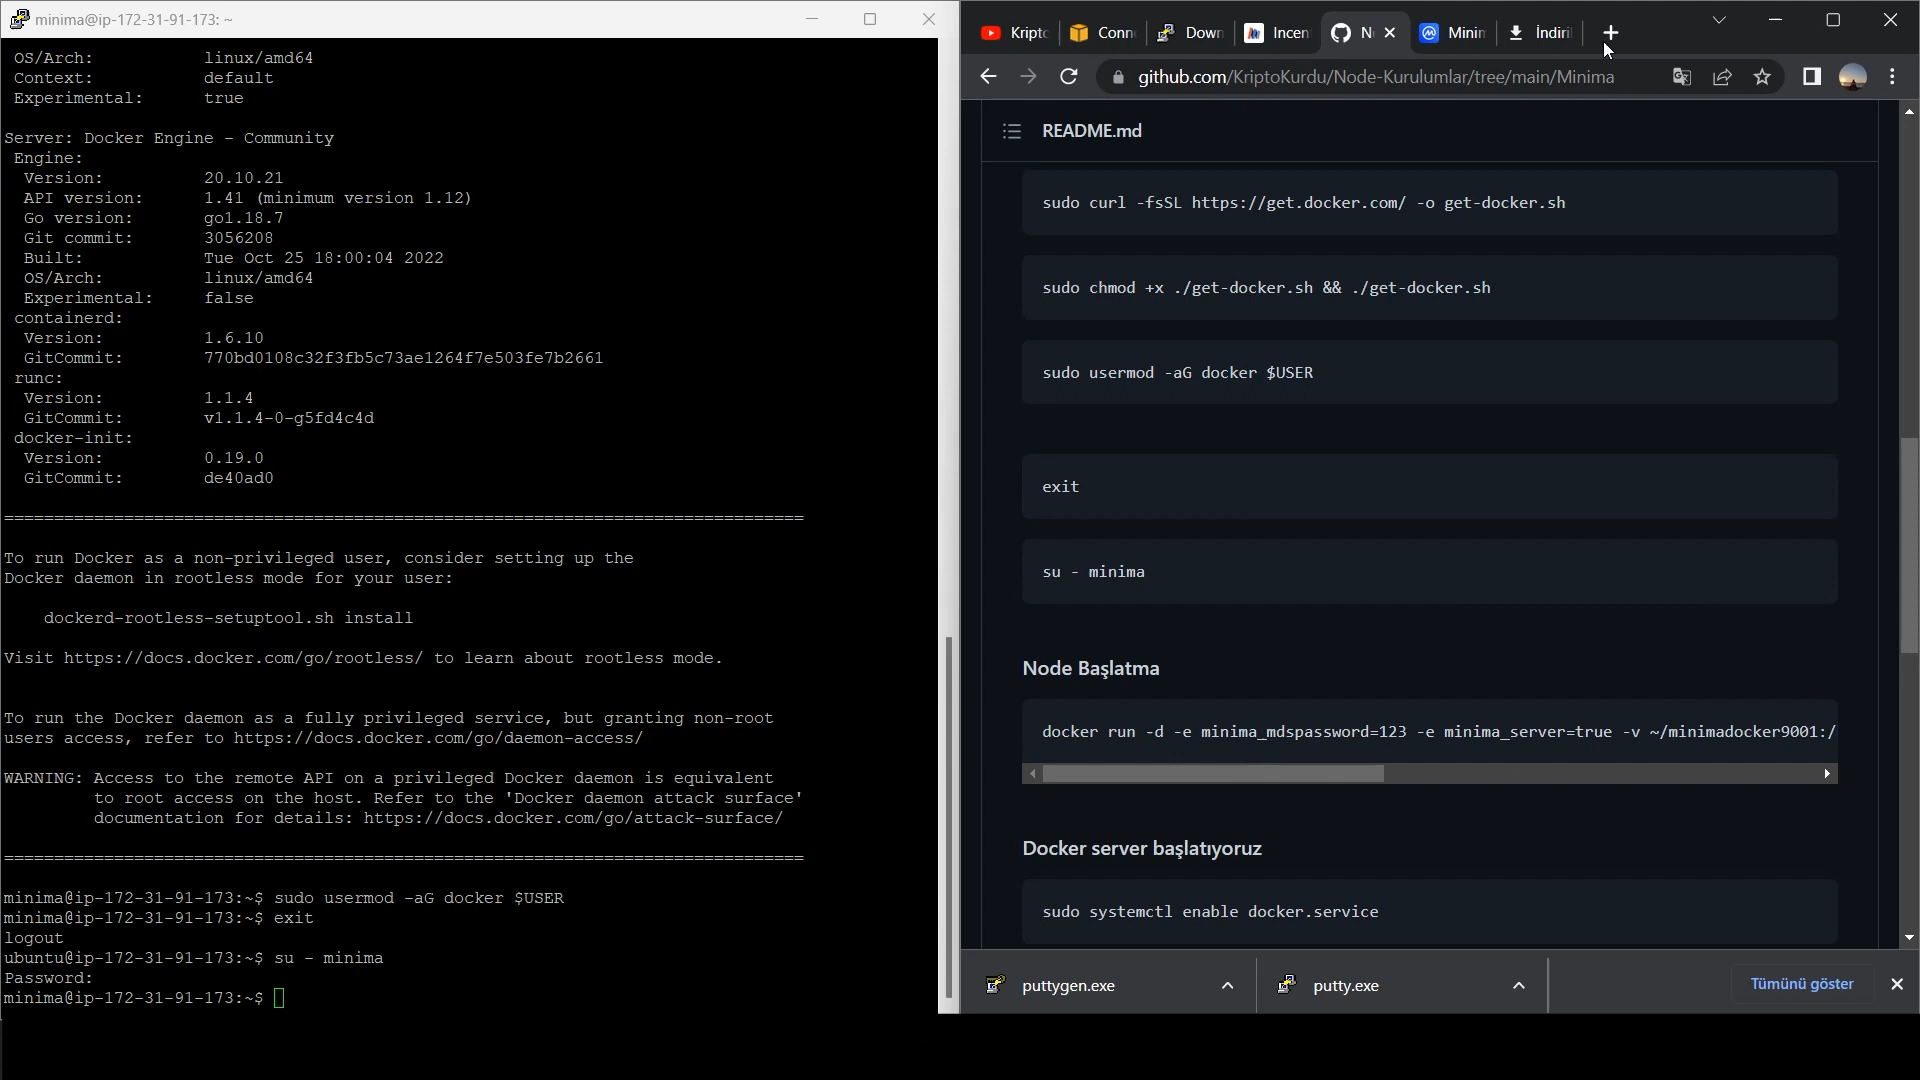 minima@ip-172-31-91-173: ~
OS/Arch: linux/amd64
Context: default
Experimental: true
Server: Docker Engine - Community
Engine:
Version: 20.10.21
API version: 1.41 (minimum version 1.12)
Go version: go1.18.7
Git commit: 3056208
Built: Tue Oct 25 18:00:04 2022
OS/Arch: linux/amd64
Experimental: false
containerd:
Version: 1.6.10
GitCommit: 770bd0108c32f3fb5c73ae1264f7e503fe7b2661
runc:
Version: 1.1.4
GitCommit: v1.1.4-0-g5fd4c4d
docker-init:
Version: 0.19.0
GitCommit: de40ad0
================================================================================
To run Docker as a non-privileged user, consider setting up the
Docker daemon in rootless mode for your user:
dockerd-rootless-setuptool.sh install
Visit https://docs.docker.com/go/rootless/ to learn about rootless mode.
To run the Docker daemon as a fully privileged service, but granting non-root
users access, refer to https://docs.docker.com/go/daemon-access/
WARNING: Access to the remote API on a privileged Docker daemon is equivalent
to root access on the host. Refer to the 'Docker daemon attack surface'
documentation for details: https://docs.docker.com/go/attack-surface/
================================================================================
minima@ip-172-31-91-173:~$ sudo usermod -aG docker $USER
minima@ip-172-31-91-173:~$ exit
logout
ubuntu@ip-172-31-91-173:~$ su - minima
Password:
minima@ip-172-31-91-173:~$
Kripto Conne Down Incen N Minim İndiril
github.com/KriptoKurdu/Node-Kurulumlar/tree/main/Minima
README.md
sudo curl -fsSL https://get.docker.com/ -o get-docker.sh
sudo chmod +x ./get-docker.sh && ./get-docker.sh
sudo usermod -aG docker $USER
exit
su - minima
Node Başlatma
docker run -d -e minima_mdspassword=123 -e minima_server=true -v ~/minimadocker9001:/
Docker server başlatıyoruz
sudo systemctl enable docker.service
puttygen.exe
putty.exe
Tümünü göster